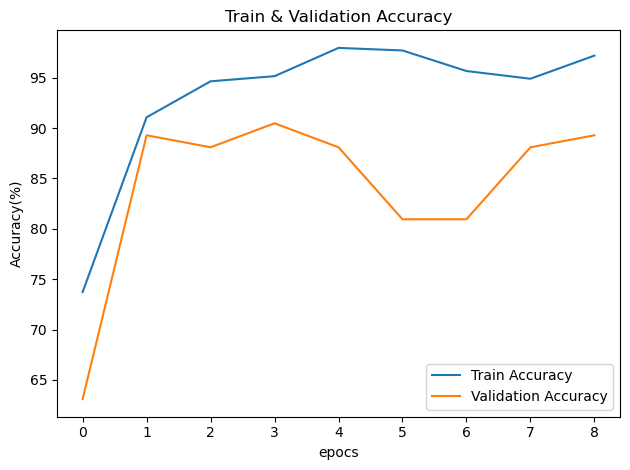 Train & Validation Accuracy
Accuracy(%)
95
90
85
80
75
70
65
Train Accuracy
Validation Accuracy
0 1 2 3 4 5 6 7 8
epocs